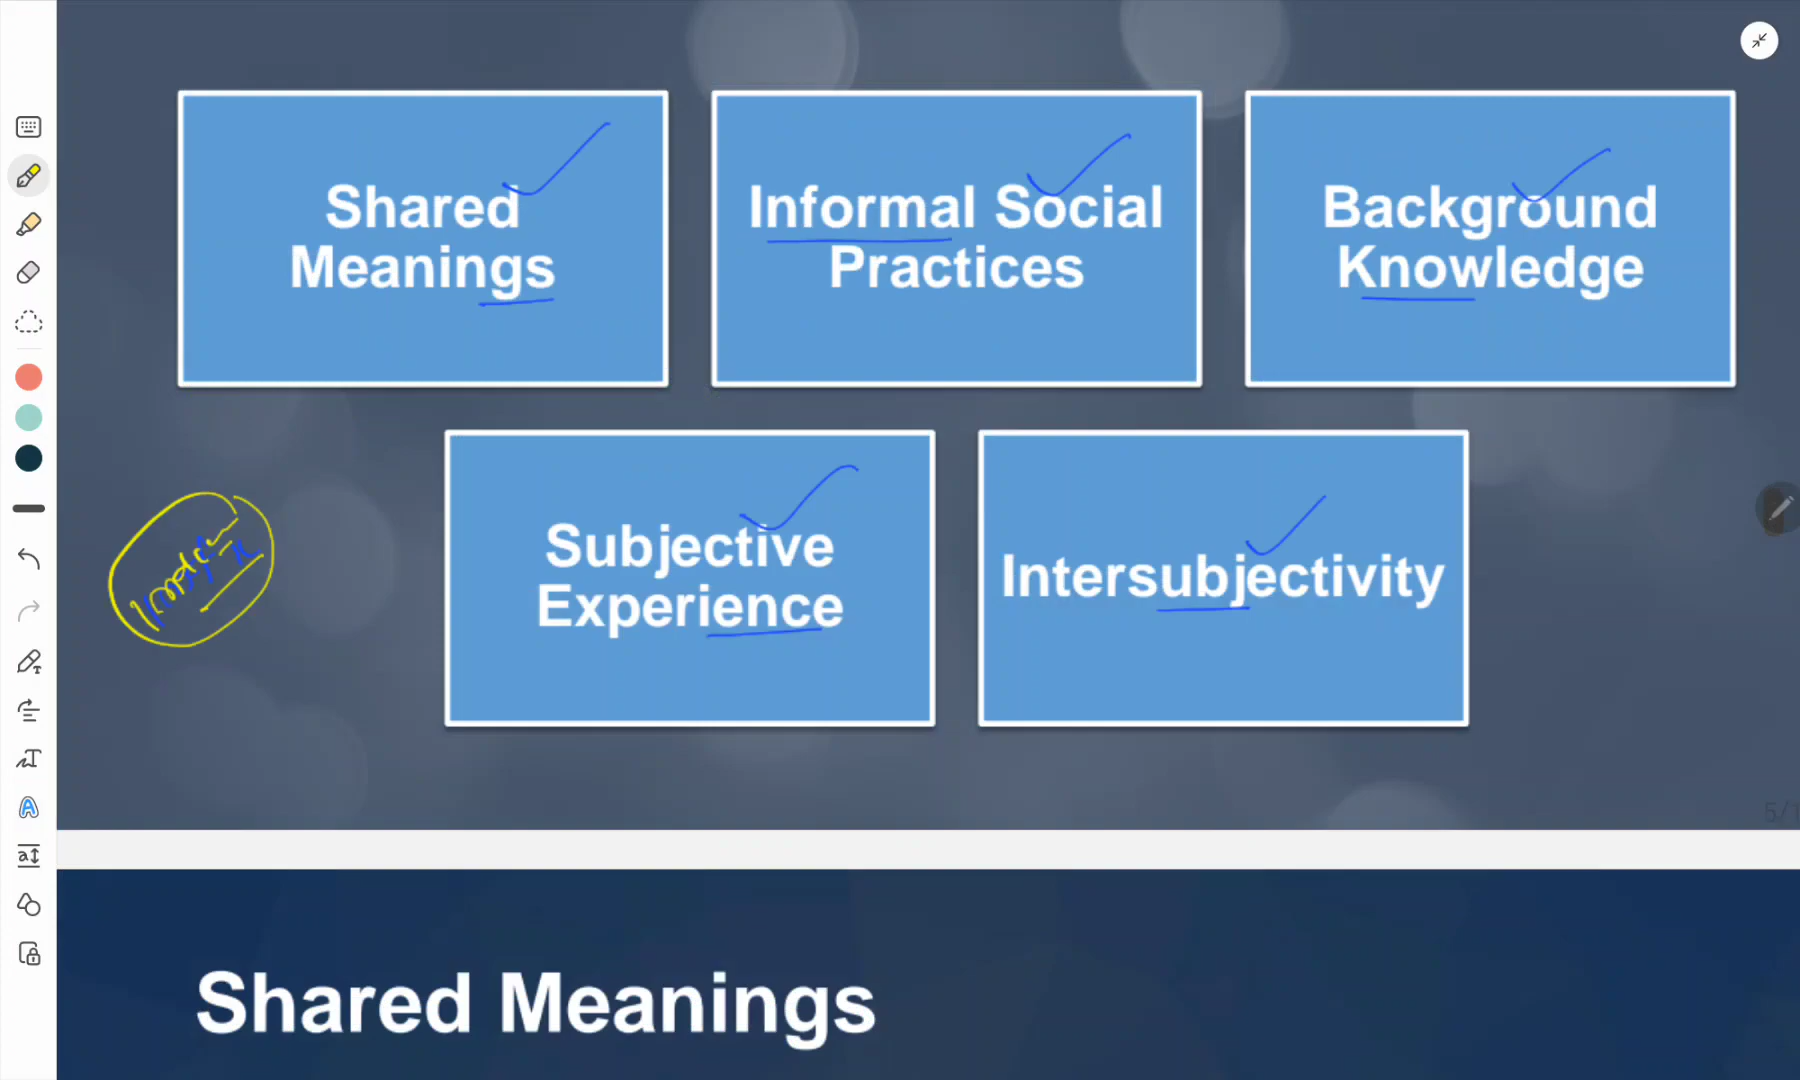 Shared
Meanings
Informal Social
Practices
Background
Knowledge
Subjective
Experience
Intersubjectivity
Shared Meanings